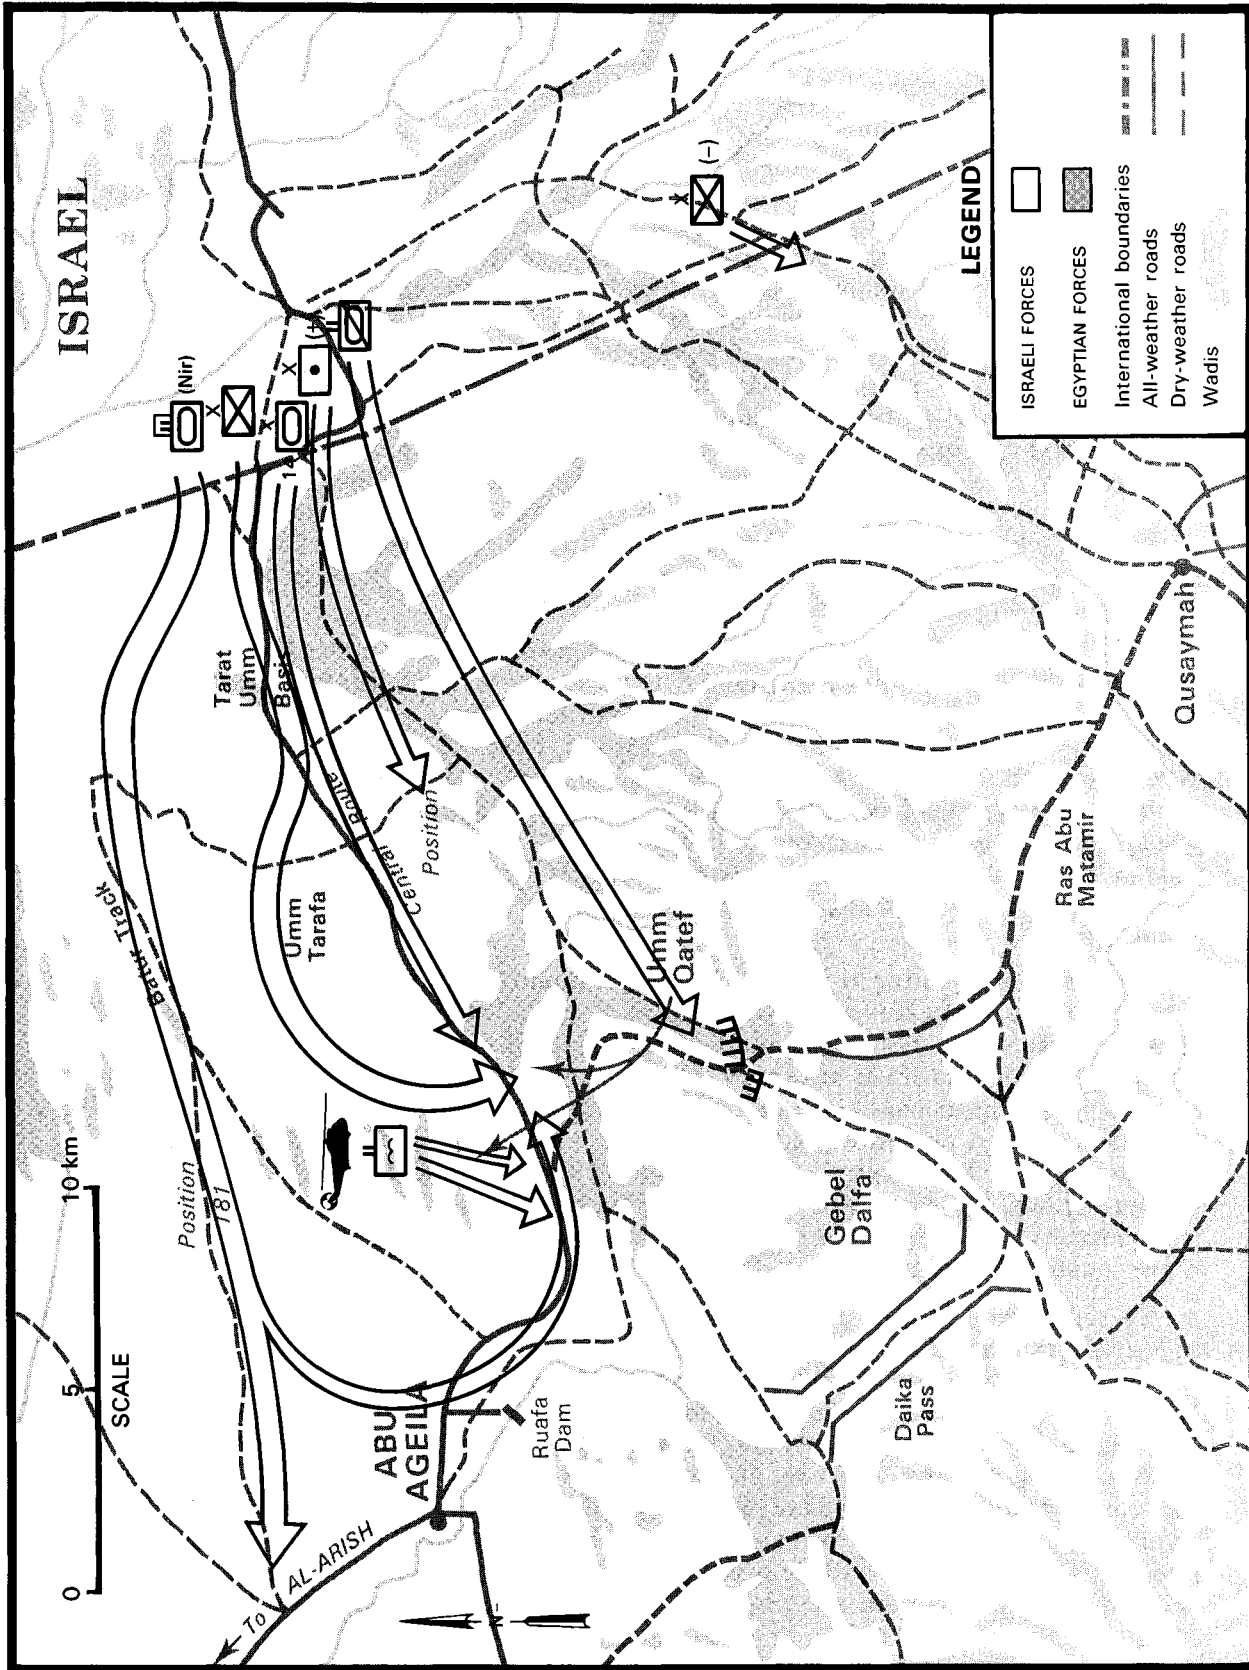 ISRAEL
(Nir)
(+)
14
(-)
Tarat
Umm
Basis
Batur Track
Umm
Tarafa
Central Route
Position
Position
181
Umm
Qatef
10 km
5
0
SCALE
ABU
AGEILA
Ruafa
Dam
To AL-ARISH
N
Gebel
Dalfa
Daika
Pass
Ras Abu
Matamir
Qusaymah
LEGEND
ISRAELI FORCES
EGYPTIAN FORCES
International boundaries
All-weather roads
Dry-weather roads
Wadis